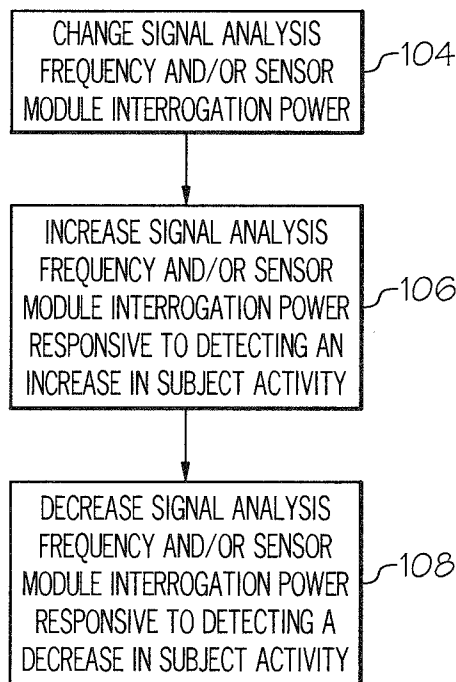 CHANGE SIGNAL ANALYSIS
FREQUENCY AND/OR SENSOR
MODULE INTERROGATION POWER
104
INCREASE SIGNAL ANALYSIS
FREQUENCY AND/OR SENSOR
MODULE INTERROGATION POWER
RESPONSIVE TO DETECTING AN
INCREASE IN SUBJECT ACTIVITY
106
DECREASE SIGNAL ANALYSIS
FREQUENCY AND/OR SENSOR
MODULE INTERROGATION POWER
RESPONSIVE TO DETECTING A
DECREASE IN SUBJECT ACTIVITY
108